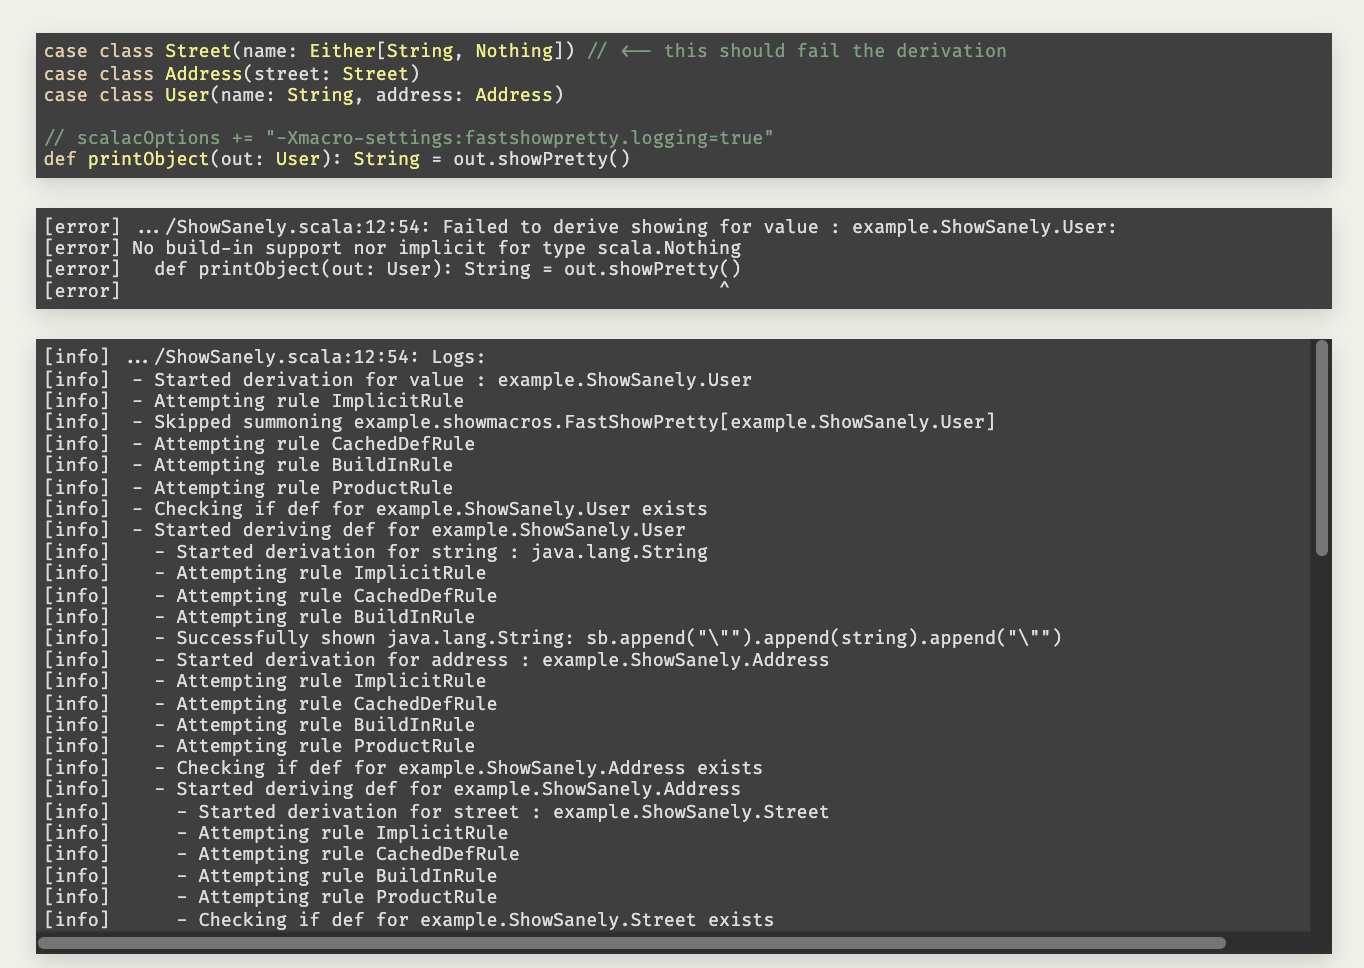 case class Street(name: Either[String, Nothing]) // <-- this should fail the derivation
case class Address(street: Street)
case class User(name: String, address: Address)
// scalacOptions += "-Xmacro-settings:fastshowpretty.logging=true"
def printObject(out: User): String = out.showPretty()
[error] .../ShowSanely.scala:12:54: Failed to derive showing for value : example.ShowSanely.User:
[error] No build-in support nor implicit for type scala.Nothing
[error]   def printObject(out: User): String = out.showPretty()
[error]                                                      ^
[info] .../ShowSanely.scala:12:54: Logs:
[info]  - Started derivation for value : example.ShowSanely.User
[info]  - Attempting rule ImplicitRule
[info]  - Skipped summoning example.showmacros.FastShowPretty[example.ShowSanely.User]
[info]  - Attempting rule CachedDefRule
[info]  - Attempting rule BuildInRule
[info]  - Attempting rule ProductRule
[info]  - Checking if def for example.ShowSanely.User exists
[info]  - Started deriving def for example.ShowSanely.User
[info]    - Started derivation for string : java.lang.String
[info]    - Attempting rule ImplicitRule
[info]    - Attempting rule CachedDefRule
[info]    - Attempting rule BuildInRule
[info]    - Successfully shown java.lang.String: sb.append("\"").append(string).append("\"")
[info]    - Started derivation for address : example.ShowSanely.Address
[info]    - Attempting rule ImplicitRule
[info]    - Attempting rule CachedDefRule
[info]    - Attempting rule BuildInRule
[info]    - Attempting rule ProductRule
[info]    - Checking if def for example.ShowSanely.Address exists
[info]    - Started deriving def for example.ShowSanely.Address
[info]      - Started derivation for street : example.ShowSanely.Street
[info]      - Attempting rule ImplicitRule
[info]      - Attempting rule CachedDefRule
[info]      - Attempting rule BuildInRule
[info]      - Attempting rule ProductRule
[info]      - Checking if def for example.ShowSanely.Street exists